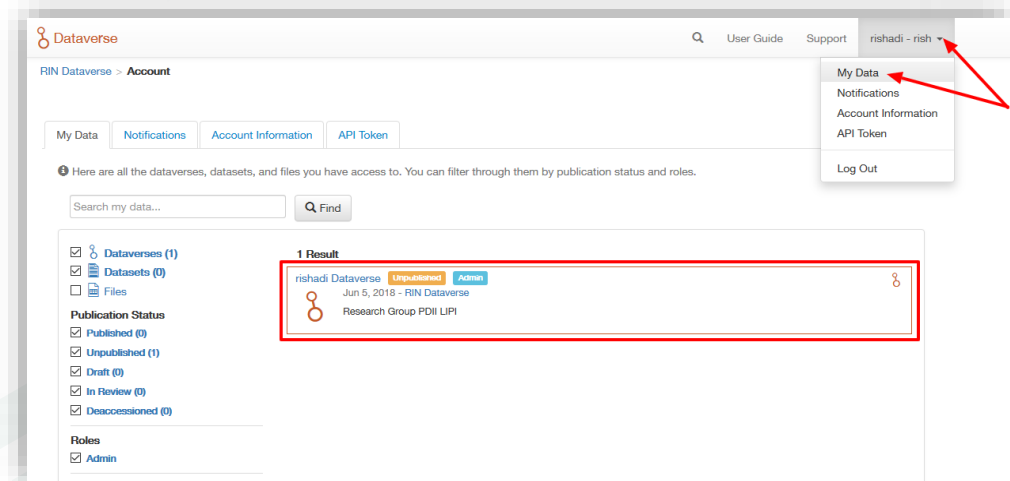 Dataverse User Guide Support rishadi - rish
RIN Dataverse > Account
My Data
Notifications
Account Information
API Token
Log Out
My Data Notifications Account Information API Token
Here are all the dataverses, datasets, and files you have access to. You can filter through them by publication status and roles.
Search my data... Find
Dataverses (1)
Datasets (0)
Files
Publication Status
Published (0)
Unpublished (1)
Draft (0)
In Review (0)
Deaccessioned (0)
Roles
Admin
1 Result
rishadi Dataverse Unpublished Admin
Jun 5, 2018 - RIN Dataverse
Research Group PDII LIPI